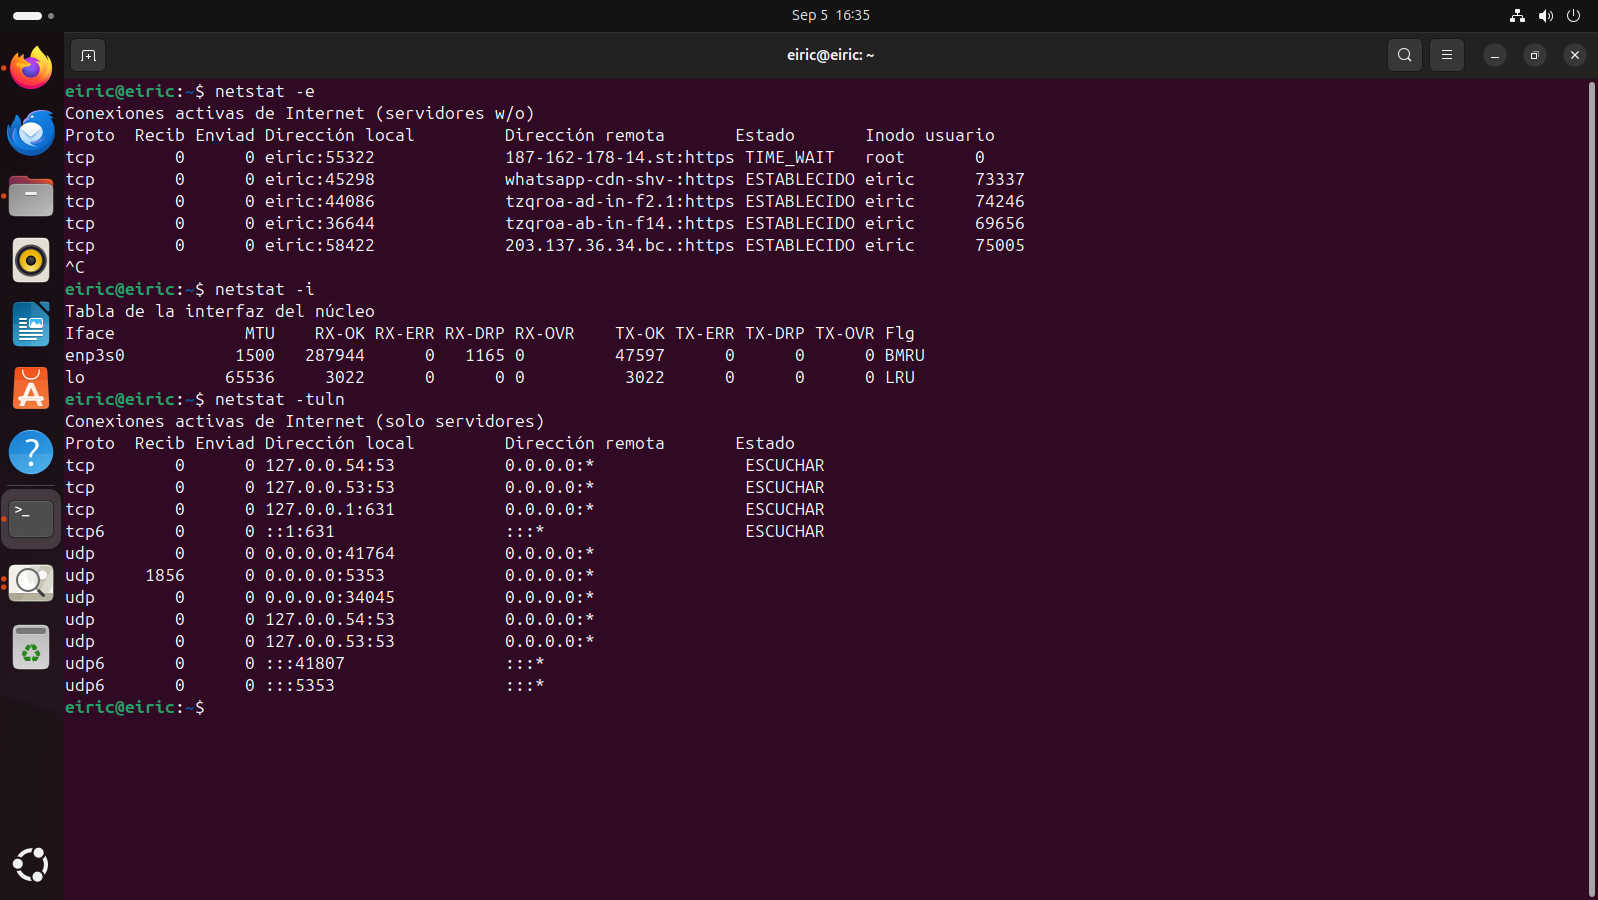 Sep 5 16:35
eiric@eiric: ~
eiric@eiric:~$ netstat -e
Conexiones activas de Internet (servidores w/o)
Proto  Recib Enviad Dirección local         Dirección remota       Estado       Inodo usuario
tcp        0      0 eiric:55322             187-162-178-14.st:https TIME_WAIT   root       0
tcp        0      0 eiric:45298             whatsapp-cdn-shv-:https ESTABLECIDO eiric      73337
tcp        0      0 eiric:44086             tzqroa-ad-in-f2.1:https ESTABLECIDO eiric      74246
tcp        0      0 eiric:36644             tzqroa-ab-in-f14.:https ESTABLECIDO eiric      69656
tcp        0      0 eiric:58422             203.137.36.34.bc.:https ESTABLECIDO eiric      75005
^C
eiric@eiric:~$ netstat -i
Tabla de la interfaz del núcleo
Iface             MTU    RX-OK RX-ERR RX-DRP RX-OVR    TX-OK TX-ERR TX-DRP TX-OVR Flg
enp3s0           1500   287944      0   1165 0         47597      0      0      0 BMRU
lo              65536     3022      0      0 0          3022      0      0      0 LRU
eiric@eiric:~$ netstat -tuln
Conexiones activas de Internet (solo servidores)
Proto  Recib Enviad Dirección local         Dirección remota       Estado
tcp        0      0 127.0.0.54:53           0.0.0.0:*               ESCUCHAR
tcp        0      0 127.0.0.53:53           0.0.0.0:*               ESCUCHAR
tcp        0      0 127.0.0.1:631           0.0.0.0:*               ESCUCHAR
tcp6       0      0 ::1:631                 :::*                    ESCUCHAR
udp        0      0 0.0.0.0:41764           0.0.0.0:*
udp     1856      0 0.0.0.0:5353            0.0.0.0:*
udp        0      0 0.0.0.0:34045           0.0.0.0:*
udp        0      0 127.0.0.54:53           0.0.0.0:*
udp        0      0 127.0.0.53:53           0.0.0.0:*
udp6       0      0 :::41807                :::*
udp6       0      0 :::5353                 :::*
eiric@eiric:~$